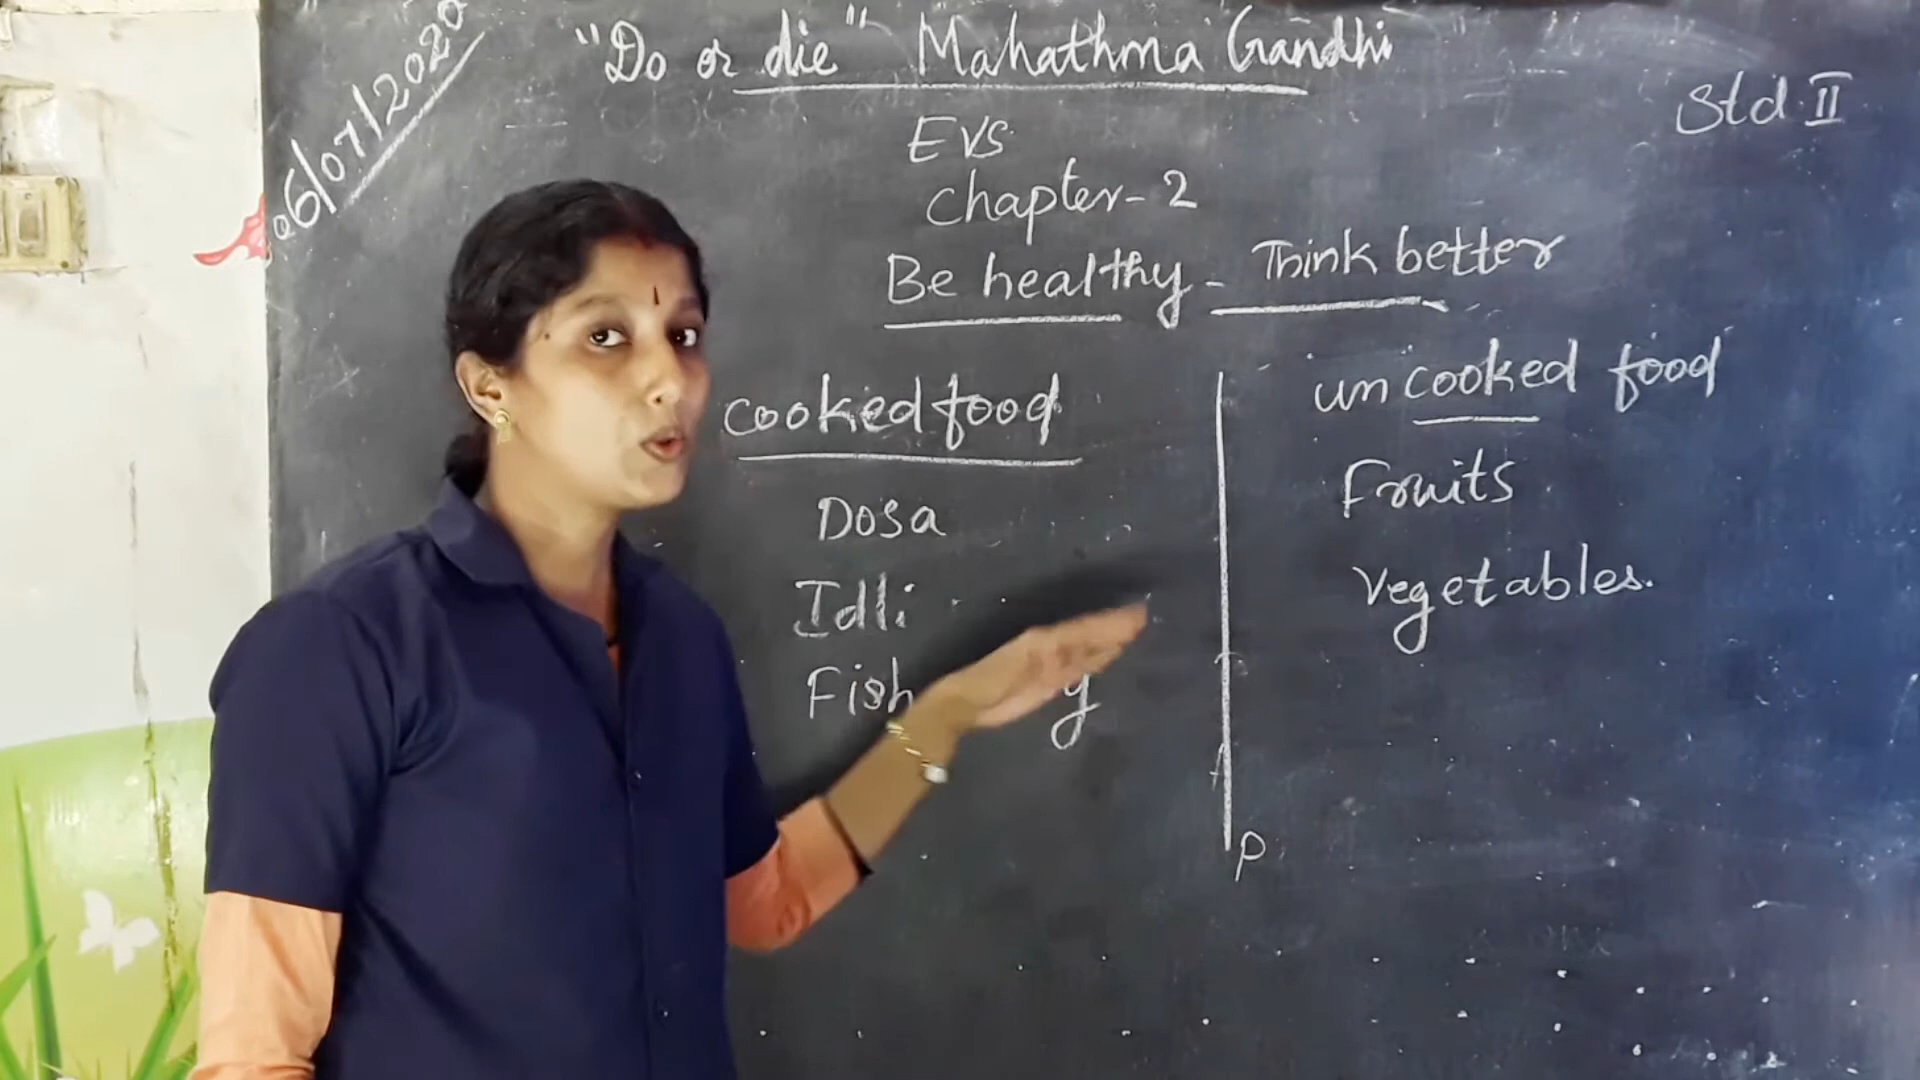 "Do or die" Mahathma Gandhi
06/07/2020
Std II
EVS
Chapter-2
Be healthy - Think better
cooked food
Dosa
Idli
Fish
uncooked food
Fruits
Vegetables.
P